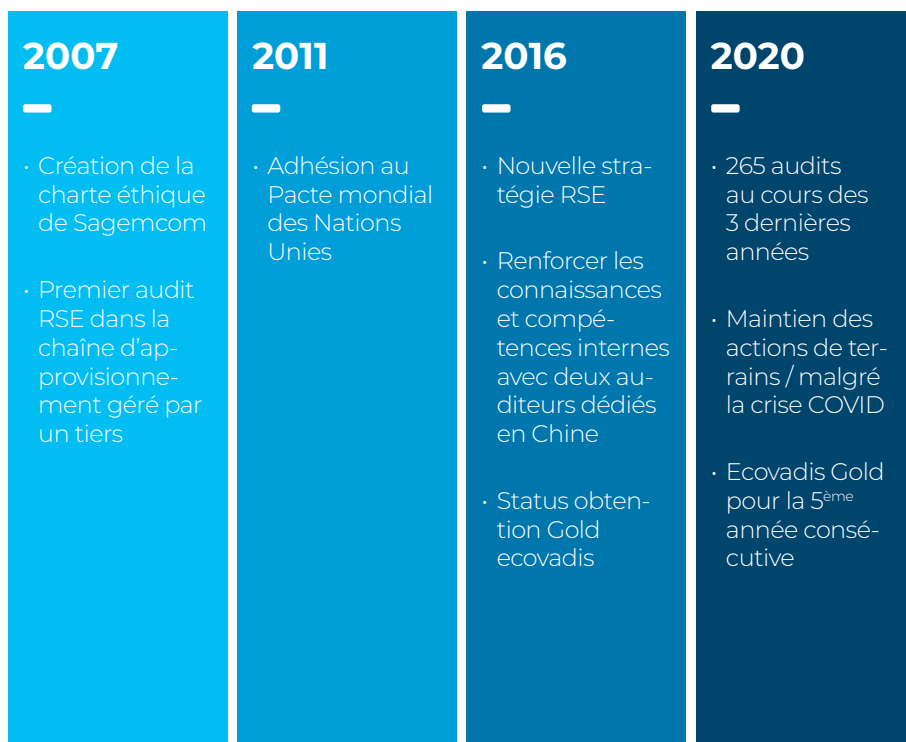 2007
· Création de la
charte éthique
de Sagemcom
· Premier audit
RSE dans la
chaîne d’ap-
provisionne-
ment géré par
un tiers
2011
· Adhésion au
Pacte mondial
des Nations
Unies
2016
· Nouvelle stra-
tégie RSE
· Renforcer les
connaissances
et compé-
tences internes
avec deux au-
diteurs dédiés
en Chine
· Status obten-
tion Gold
ecovadis
2020
· 265 audits
au cours des
3 dernières
années
· Maintien des
actions de ter-
rains / malgré
la crise COVID
· Ecovadis Gold
pour la 5ème
année consé-
cutive